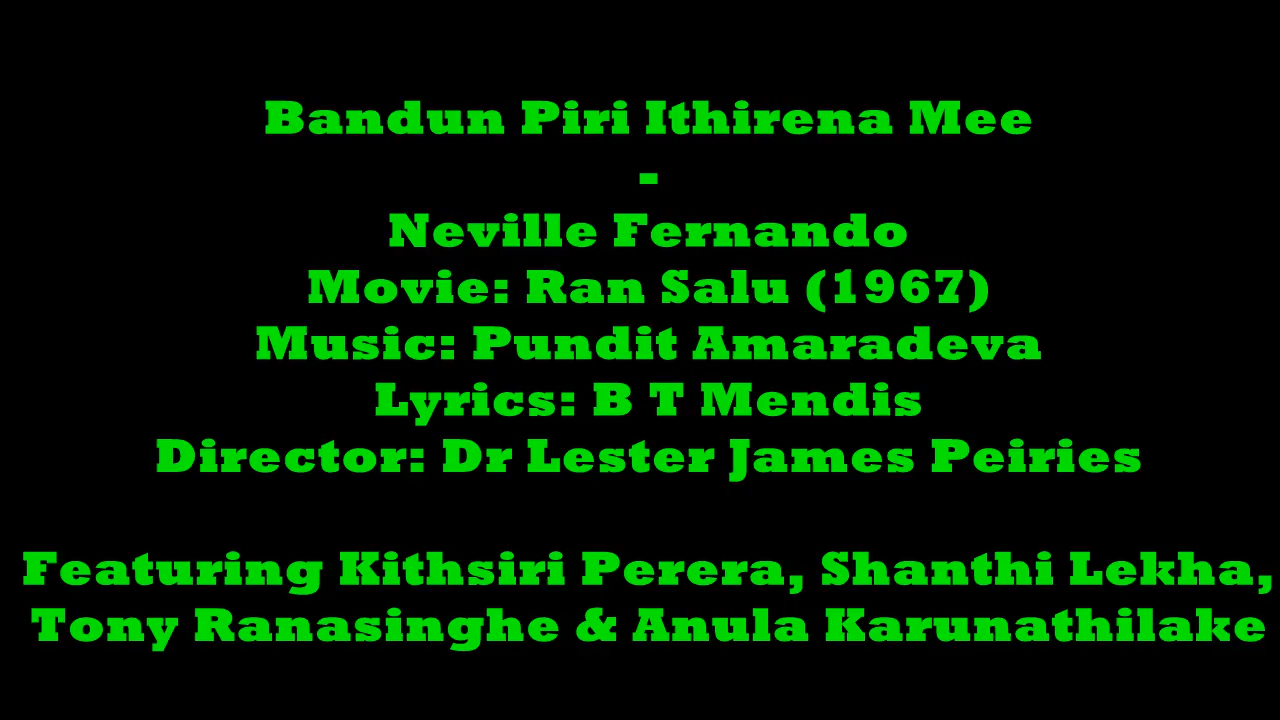 Bandun Piri Ithirena Mee
-
Neville Fernando
Movie: Ran Salu (1967)
Music: Pundit Amaradeva
Lyrics: B T Mendis
Director: Dr Lester James Peiries
Featuring Kithsiri Perera, Shanthi Lekha,
Tony Ranasinghe & Anula Karunathilake